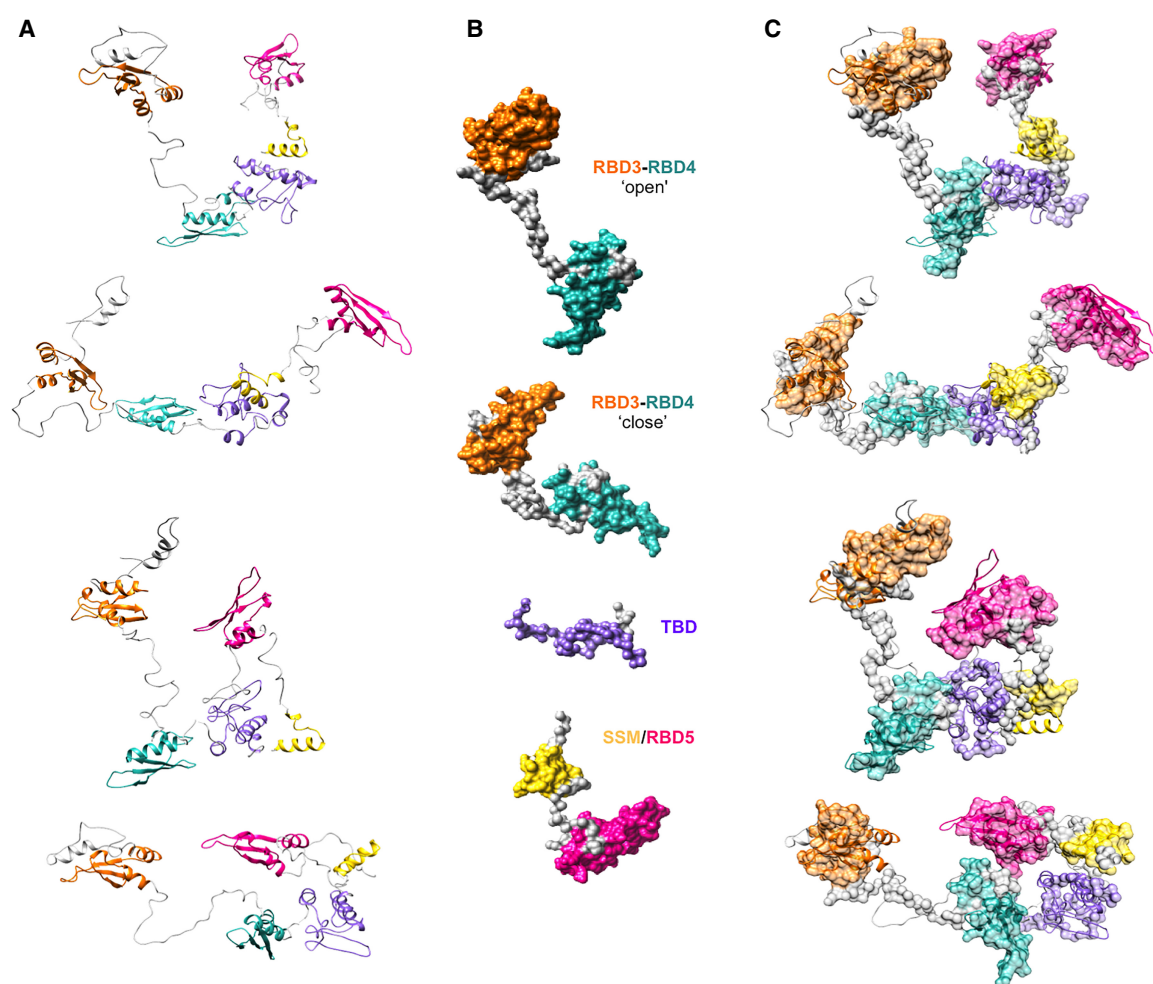 A
B
C
RBD3-RBD4
‘open'
RBD3-RBD4
‘close’
TBD
SSM/RBD5